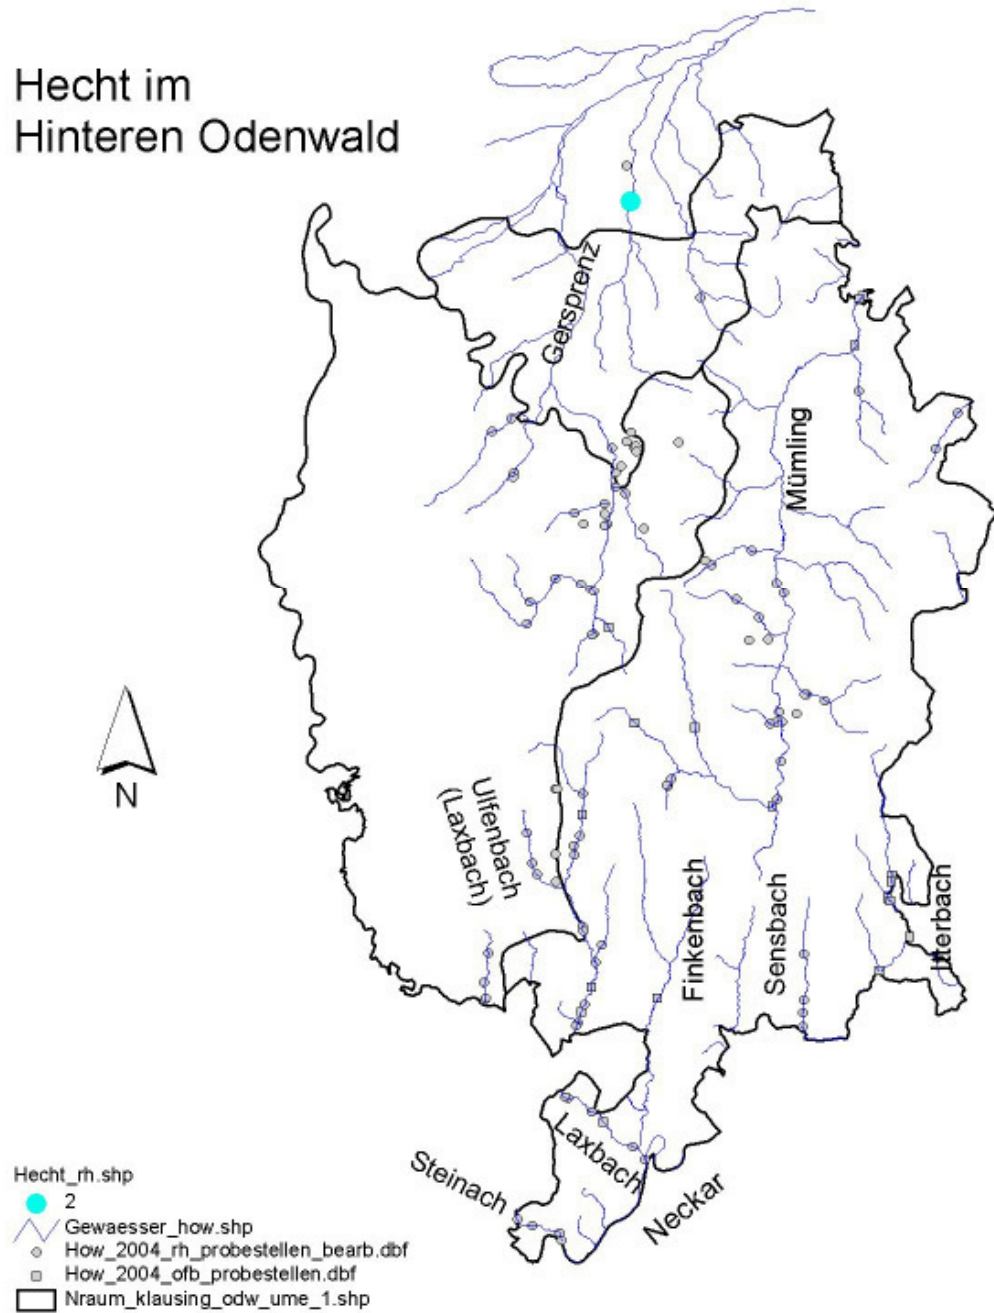 Hecht im
Hinteren Odenwald
Gersprenz
Mümling
N
Ulfenbach
(Laxbach)
Finkenbach
Sensbach
Itterbach
Laxbach
Steinach
Neckar
Hecht_rh.shp
2
Gewaesser_how.shp
How_2004_rh_probestellen_bearb.dbf
How_2004_ofb_probestellen.dbf
Nraum_klausing_odw_ume_1.shp